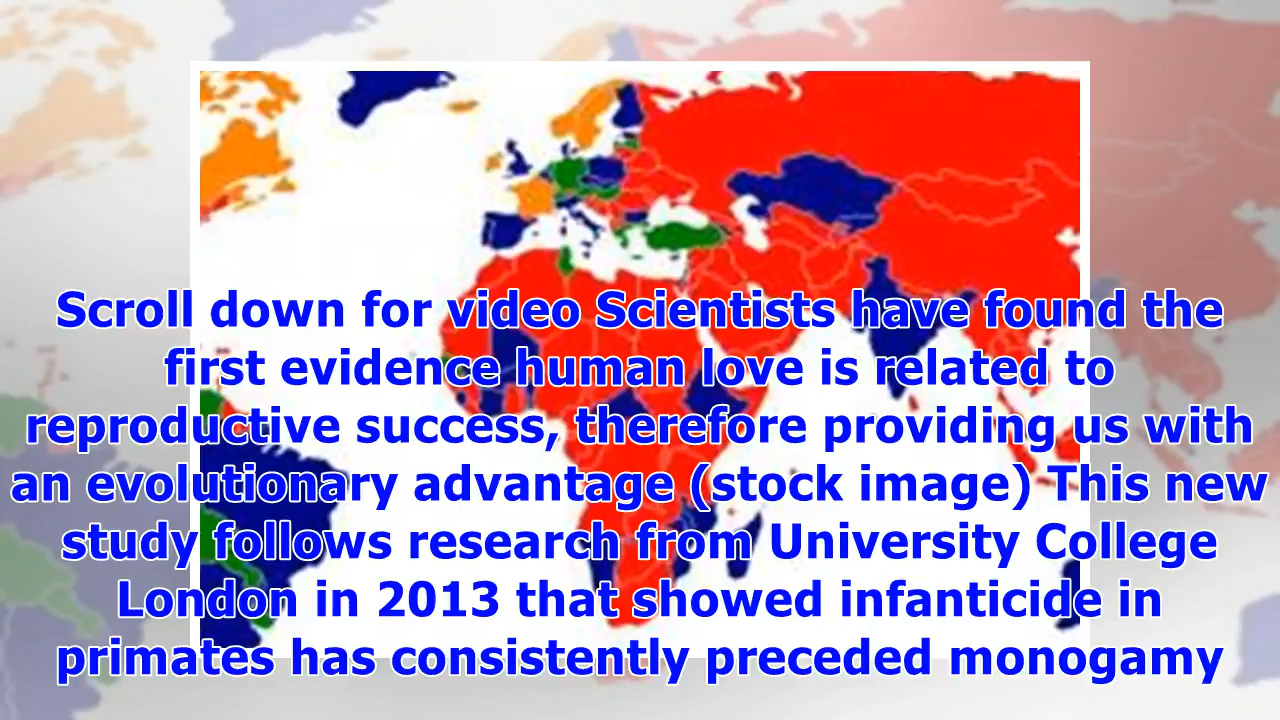 Scroll down for video Scientists have found the
first evidence human love is related to
reproductive success, therefore providing us with
an evolutionary advantage (stock image) This new
study follows research from University College
London in 2013 that showed infanticide in
primates has consistently preceded monogamy